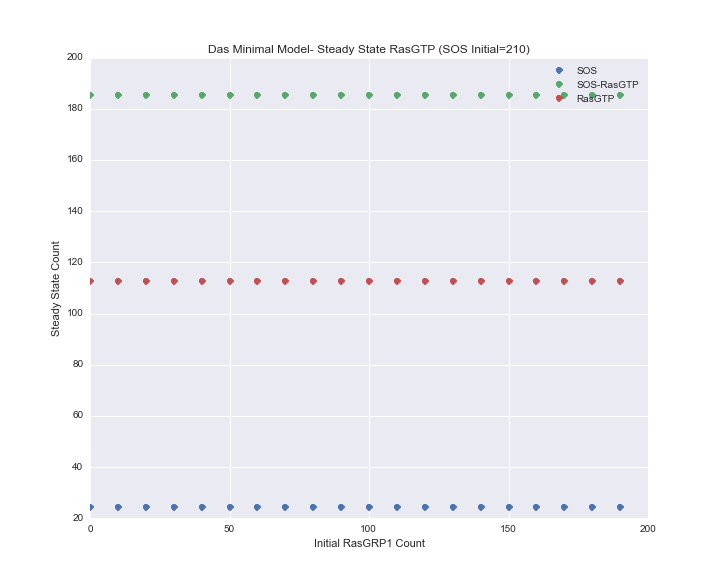 Das Minimal Model- Steady State RasGTP (SOS Initial=210)
200
180
160
140
120
100
80
60
40
20
Steady State Count
SOS
SOS-RasGTP
RasGTP
0
50
100
150
200
Initial RasGRP1 Count